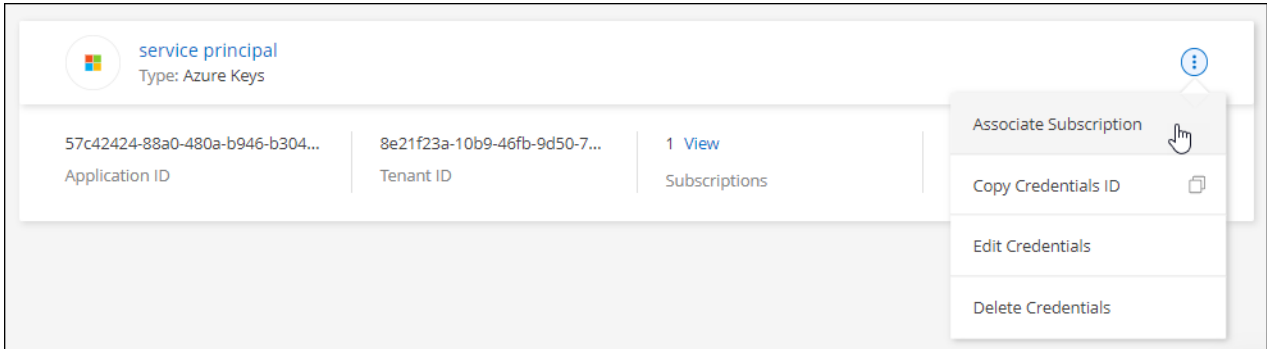 service principal
Type: Azure Keys
57c42424-88a0-480a-b946-b304...
Application ID
8e21f23a-10b9-46fb-9d50-7...
Tenant ID
1 View
Subscriptions
Associate Subscription
Copy Credentials ID
Edit Credentials
Delete Credentials